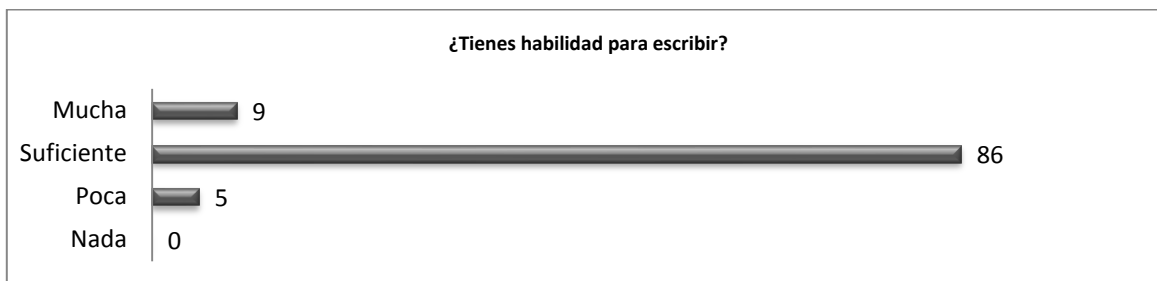 ¿Tienes habilidad para escribir?
Mucha 9
Suficiente 86
Poca 5
Nada 0